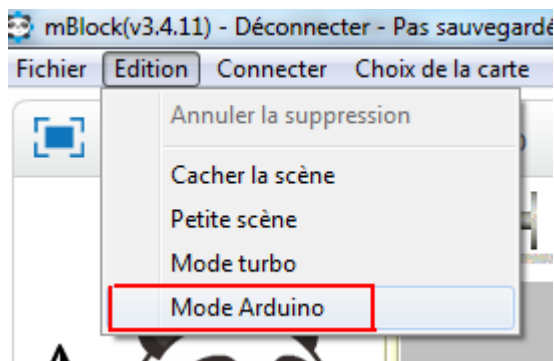 mBlock(v3.4.11) - Déconnecter - Pas sauvegardé
Fichier Edition Connecter Choix de la carte
Annuler la suppression
Cacher la scène
Petite scène
Mode turbo
Mode Arduino